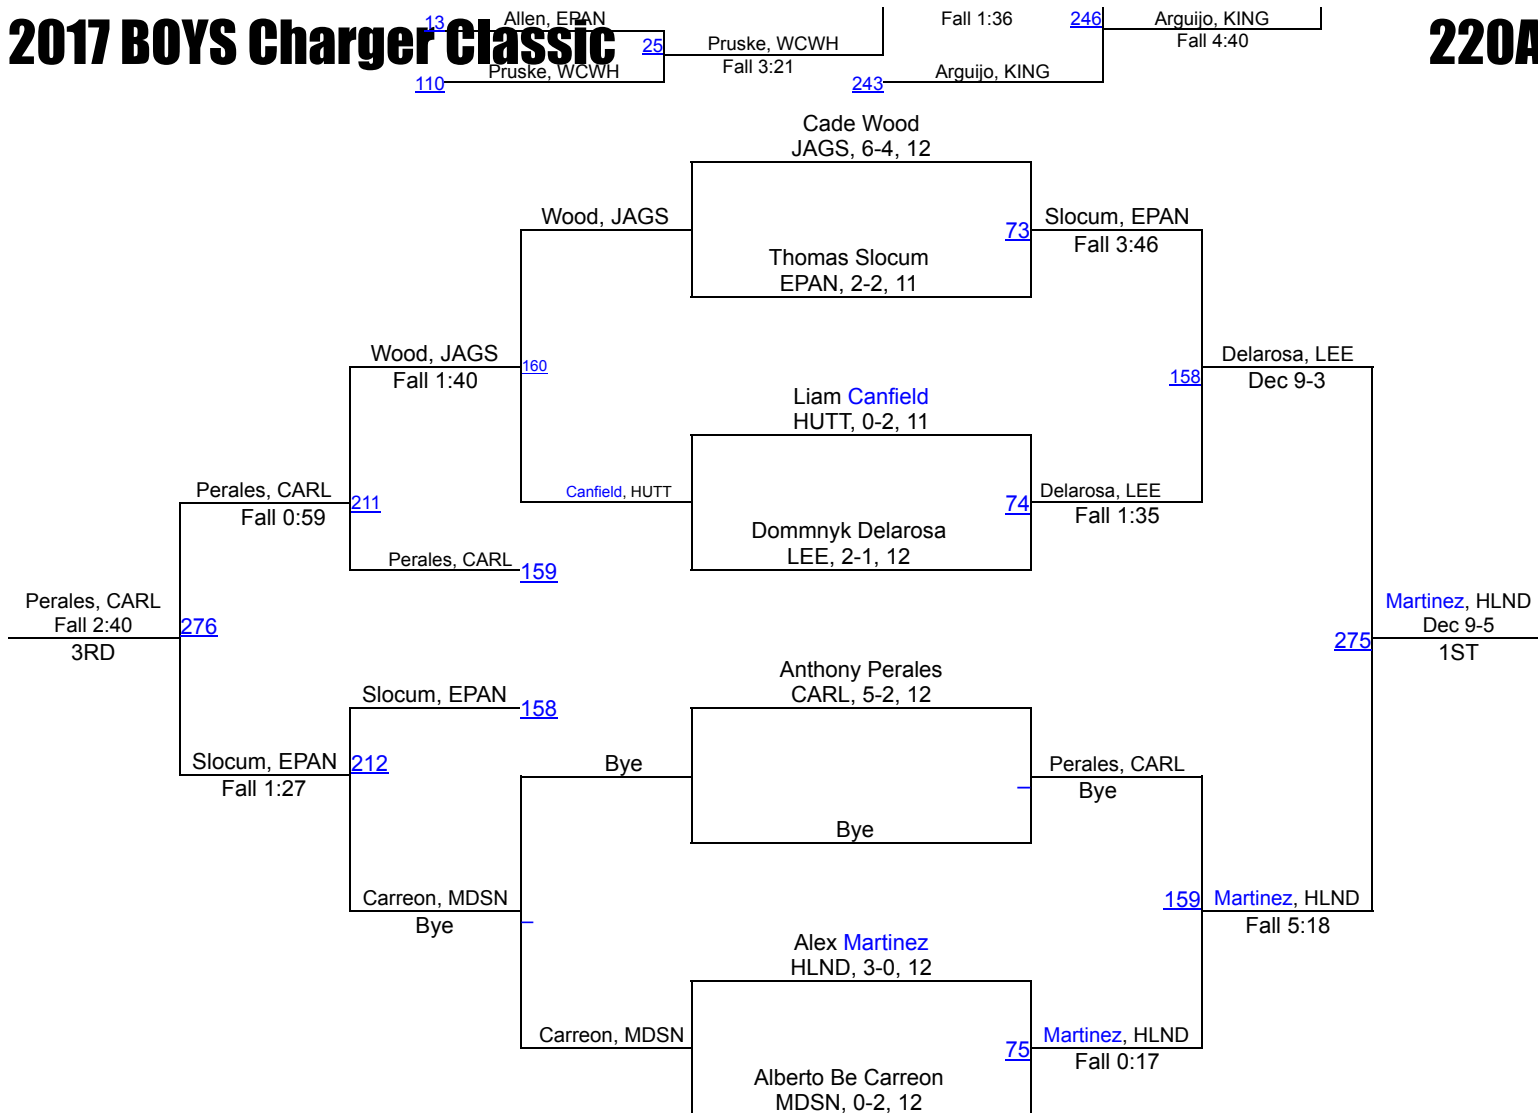 2017 BOYS Charger Classic
220A
13
Allen, EPAN
25
Pruske, WCWH
Fall 3:21
Pruske, WCWH
110
Fall 1:36
246
Arguijo, KING
Fall 4:40
Arguijo, KING
243
Cade Wood
JAGS, 6-4, 12
Wood, JAGS
73
Slocum, EPAN
Fall 3:46
Thomas Slocum
EPAN, 2-2, 11
Wood, JAGS
Fall 1:40
160
158
Delarosa, LEE
Dec 9-3
Liam Canfield
HUTT, 0-2, 11
Perales, CARL
Fall 0:59
211
Canfield, HUTT
74
Delarosa, LEE
Fall 1:35
Dommnyk Delarosa
LEE, 2-1, 12
Perales, CARL
159
Perales, CARL
Fall 2:40
3RD
276
275
Martinez, HLND
Dec 9-5
1ST
Anthony Perales
CARL, 5-2, 12
Slocum, EPAN
158
Slocum, EPAN
Fall 1:27
212
Bye
Perales, CARL
Bye
Bye
Carreon, MDSN
Bye
159
Martinez, HLND
Fall 5:18
Alex Martinez
HLND, 3-0, 12
Carreon, MDSN
75
Martinez, HLND
Fall 0:17
Alberto Be Carreon
MDSN, 0-2, 12